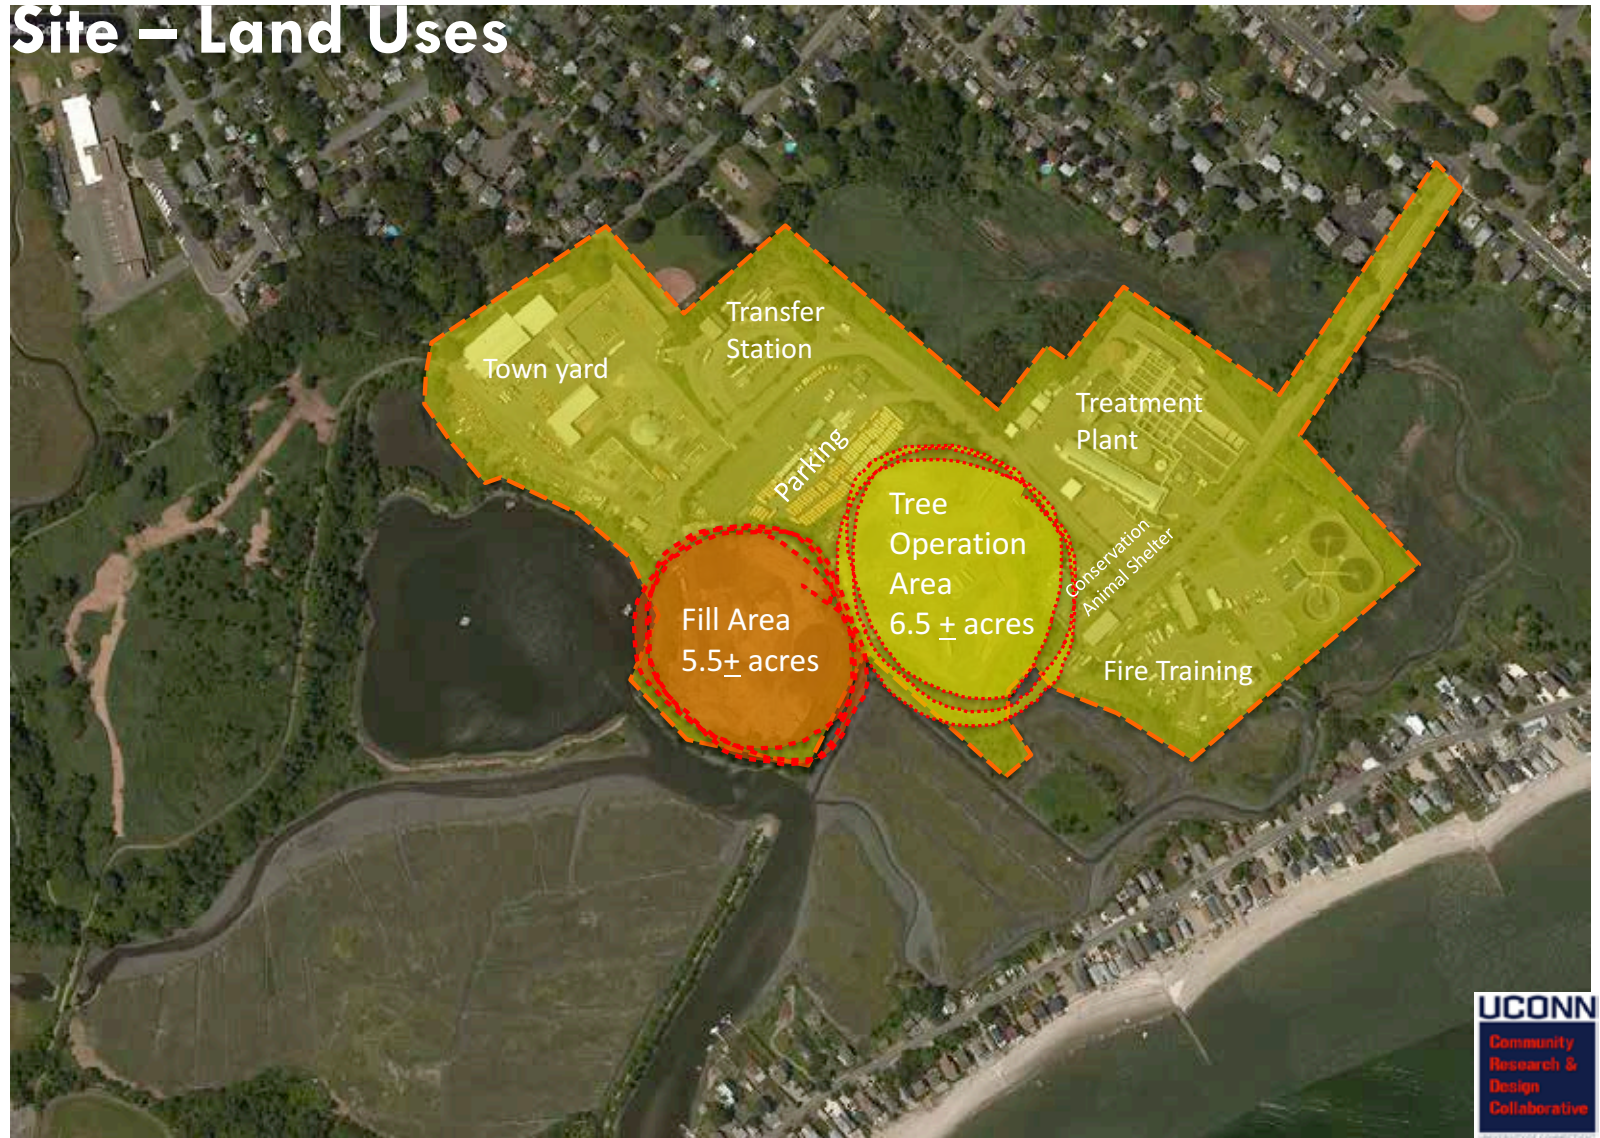 Site – Land Uses
Transfer
Station
Town yard
Treatment
Plant
Parking
Tree
Operation
Area
6.5 + acres
Conservation
Animal Shelter
Fill Area
5.5+ acres
Fire Training
UCONN
Community
Research &
Design
Collaborative